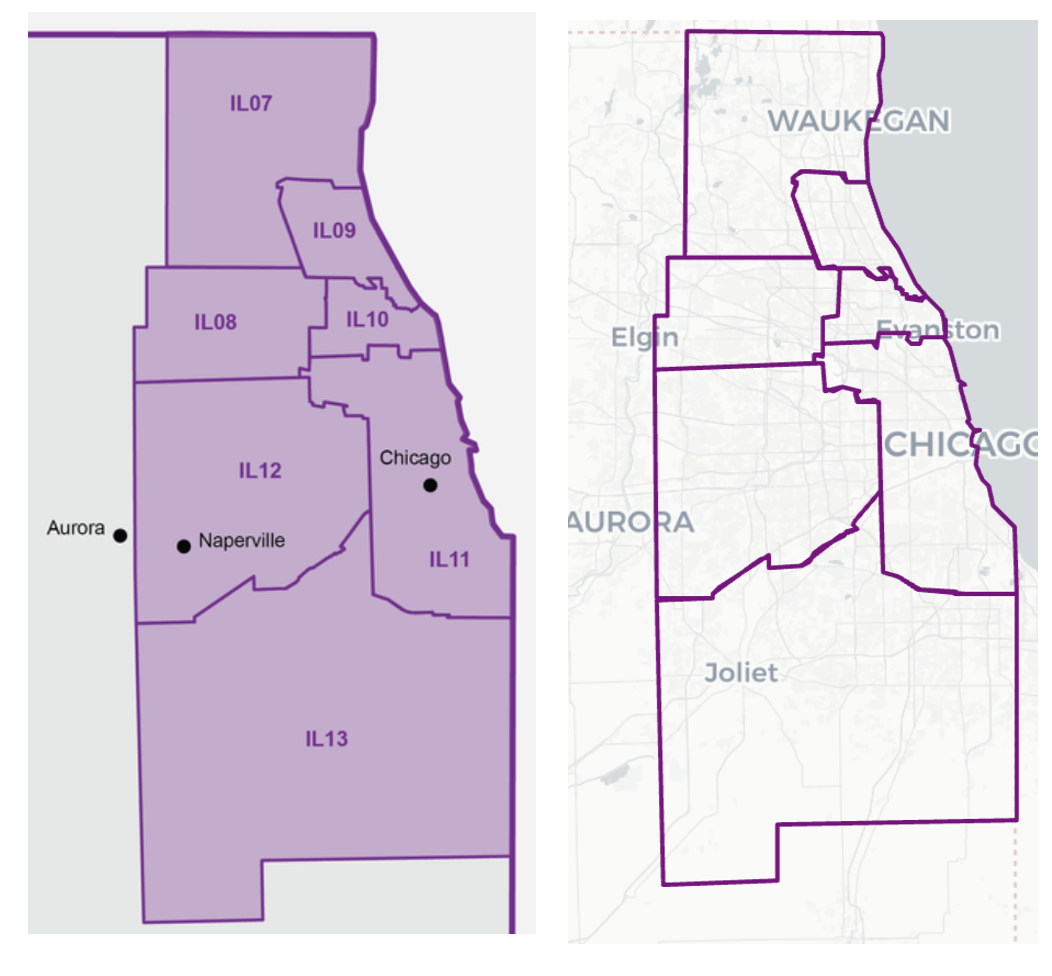 IL07
IL09
IL08
IL10
Chicago
IL12
Aurora
Naperville
IL11
IL13
WAUKEGAN
Elgin
Evanston
CHICAGO
AURORA
Joliet